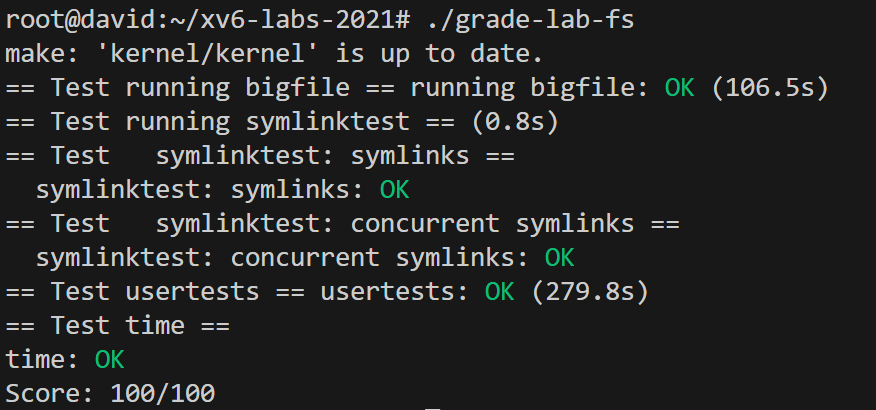 root@david:~/xv6-labs-2021# ./grade-lab-fs
make: 'kernel/kernel' is up to date.
== Test running bigfile == running bigfile: OK (106.5s)
== Test running symlinktest == (0.8s)
== Test   symlinktest: symlinks ==
  symlinktest: symlinks: OK
== Test   symlinktest: concurrent symlinks ==
  symlinktest: concurrent symlinks: OK
== Test usertests == usertests: OK (279.8s)
== Test time ==
time: OK
Score: 100/100